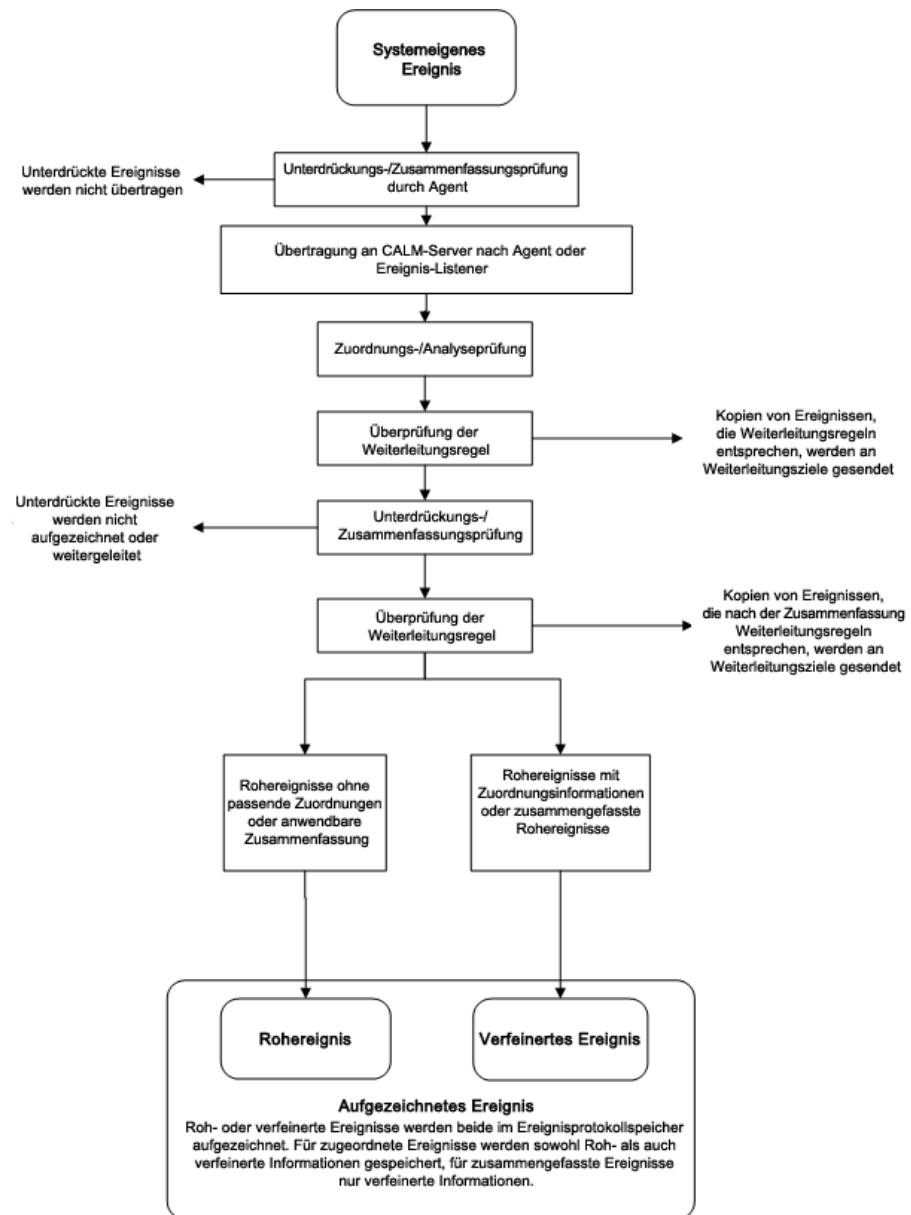 Systemeigenes
Ereignis
Unterdrückte Ereignisse
werden nicht übertragen
Unterdrückungs-/Zusammenfassungsprüfung
durch Agent
Übertragung an CALM-Server nach Agent oder
Ereignis-Listener
Zuordnungs-/Analyseprüfung
Überprüfung der
Weiterleitungsregel
Kopien von Ereignissen,
die Weiterleitungsregeln
entsprechen, werden an
Weiterleitungsziele gesendet
Unterdrückte Ereignisse
werden nicht
aufgezeichnet oder
weitergeleitet
Unterdrückungs-/
Zusammenfassungsprüfung
Überprüfung der
Weiterleitungsregel
Kopien von Ereignissen,
die nach der Zusammenfassung
Weiterleitungsregeln
entsprechen, werden an
Weiterleitungsziele gesendet
Rohereignisse ohne
passende Zuordnungen
oder anwendbare
Zusammenfassung
Rohereignisse mit
Zuordnungsinformationen
oder zusammengefasste
Rohereignisse
Rohereignis
Verfeinertes Ereignis
Aufgezeichnetes Ereignis
Roh- oder verfeinerte Ereignisse werden beide im Ereignisprotokollspeicher
aufgezeichnet. Für zugeordnete Ereignisse werden sowohl Roh- als auch
verfeinerte Informationen gespeichert, für zusammengefasste Ereignisse
nur verfeinerte Informationen.